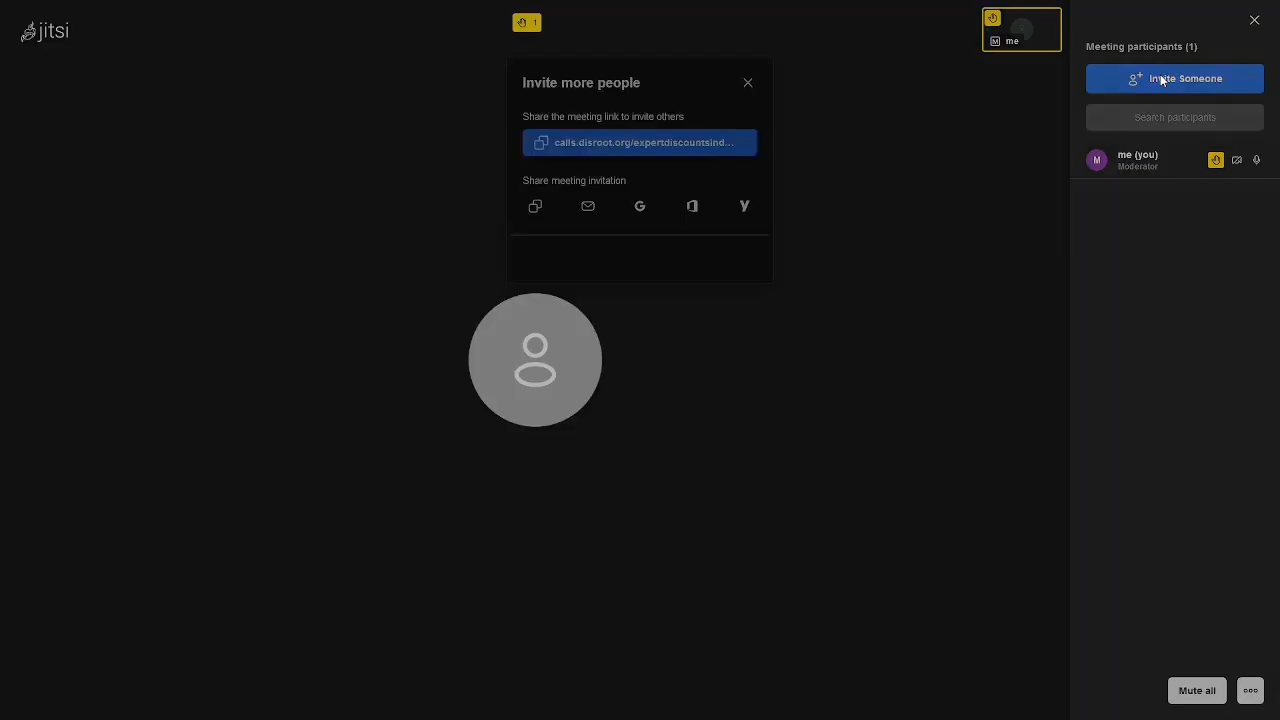 jitsi
1
me
Invite more people
Share the meeting link to invite others
calls.disroot.org/expertdiscountsind...
Share meeting invitation
Meeting participants (1)
Invite Someone
Search participants
M
me (you)
Moderator
Mute all